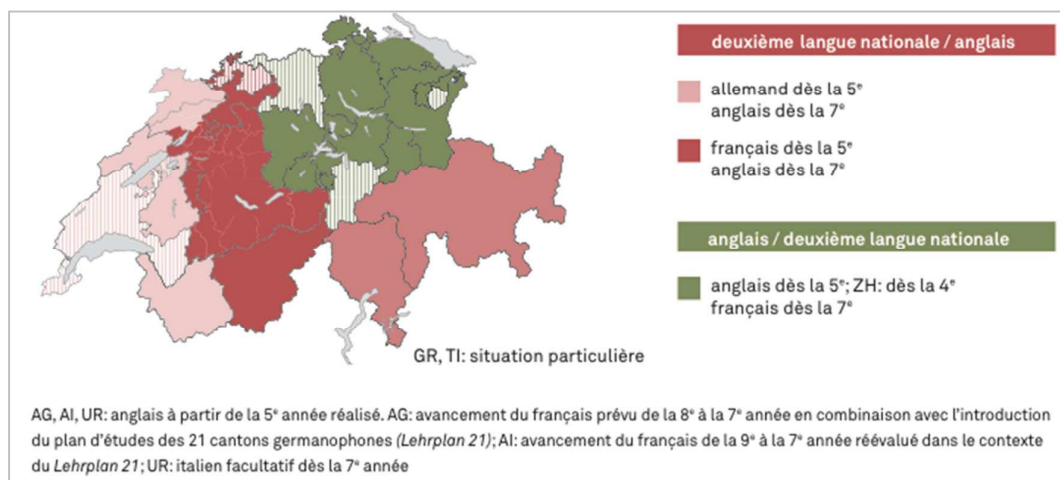 deuxième langue nationale / anglais
allemand dès la 5ᵉ
anglais dès la 7ᵉ
français dès la 5ᵉ
anglais dès la 7ᵉ
anglais / deuxième langue nationale
anglais dès la 5ᵉ; ZH: dès la 4ᵉ
français dès la 7ᵉ
GR, TI: situation particulière
AG, AI, UR: anglais à partir de la 5ᵉ année réalisé. AG: avancement du français prévu de la 8ᵉ à la 7ᵉ année en combinaison avec l'introduction
du plan d'études des 21 cantons germanophones (Lehrplan 21); AI: avancement du français de la 9ᵉ à la 7ᵉ année réévalué dans le contexte
du Lehrplan 21; UR: italien facultatif dès la 7ᵉ année